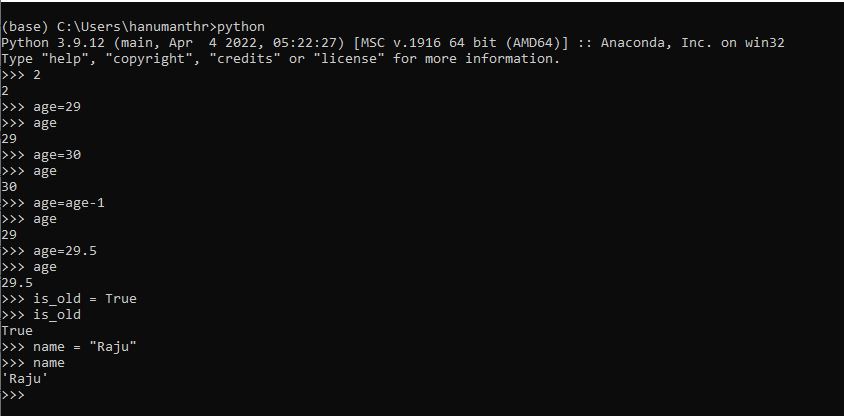 (base) C:\Users\hanumanthr>python
Python 3.9.12 (main, Apr  4 2022, 05:22:27) [MSC v.1916 64 bit (AMD64)] :: Anaconda, Inc. on win32
Type "help", "copyright", "credits" or "license" for more information.
>>> 2
2
>>> age=29
>>> age
29
>>> age=30
>>> age
30
>>> age=age-1
>>> age
29
>>> age=29.5
>>> age
29.5
>>> is_old = True
>>> is_old
True
>>> name = "Raju"
>>> name
'Raju'
>>>